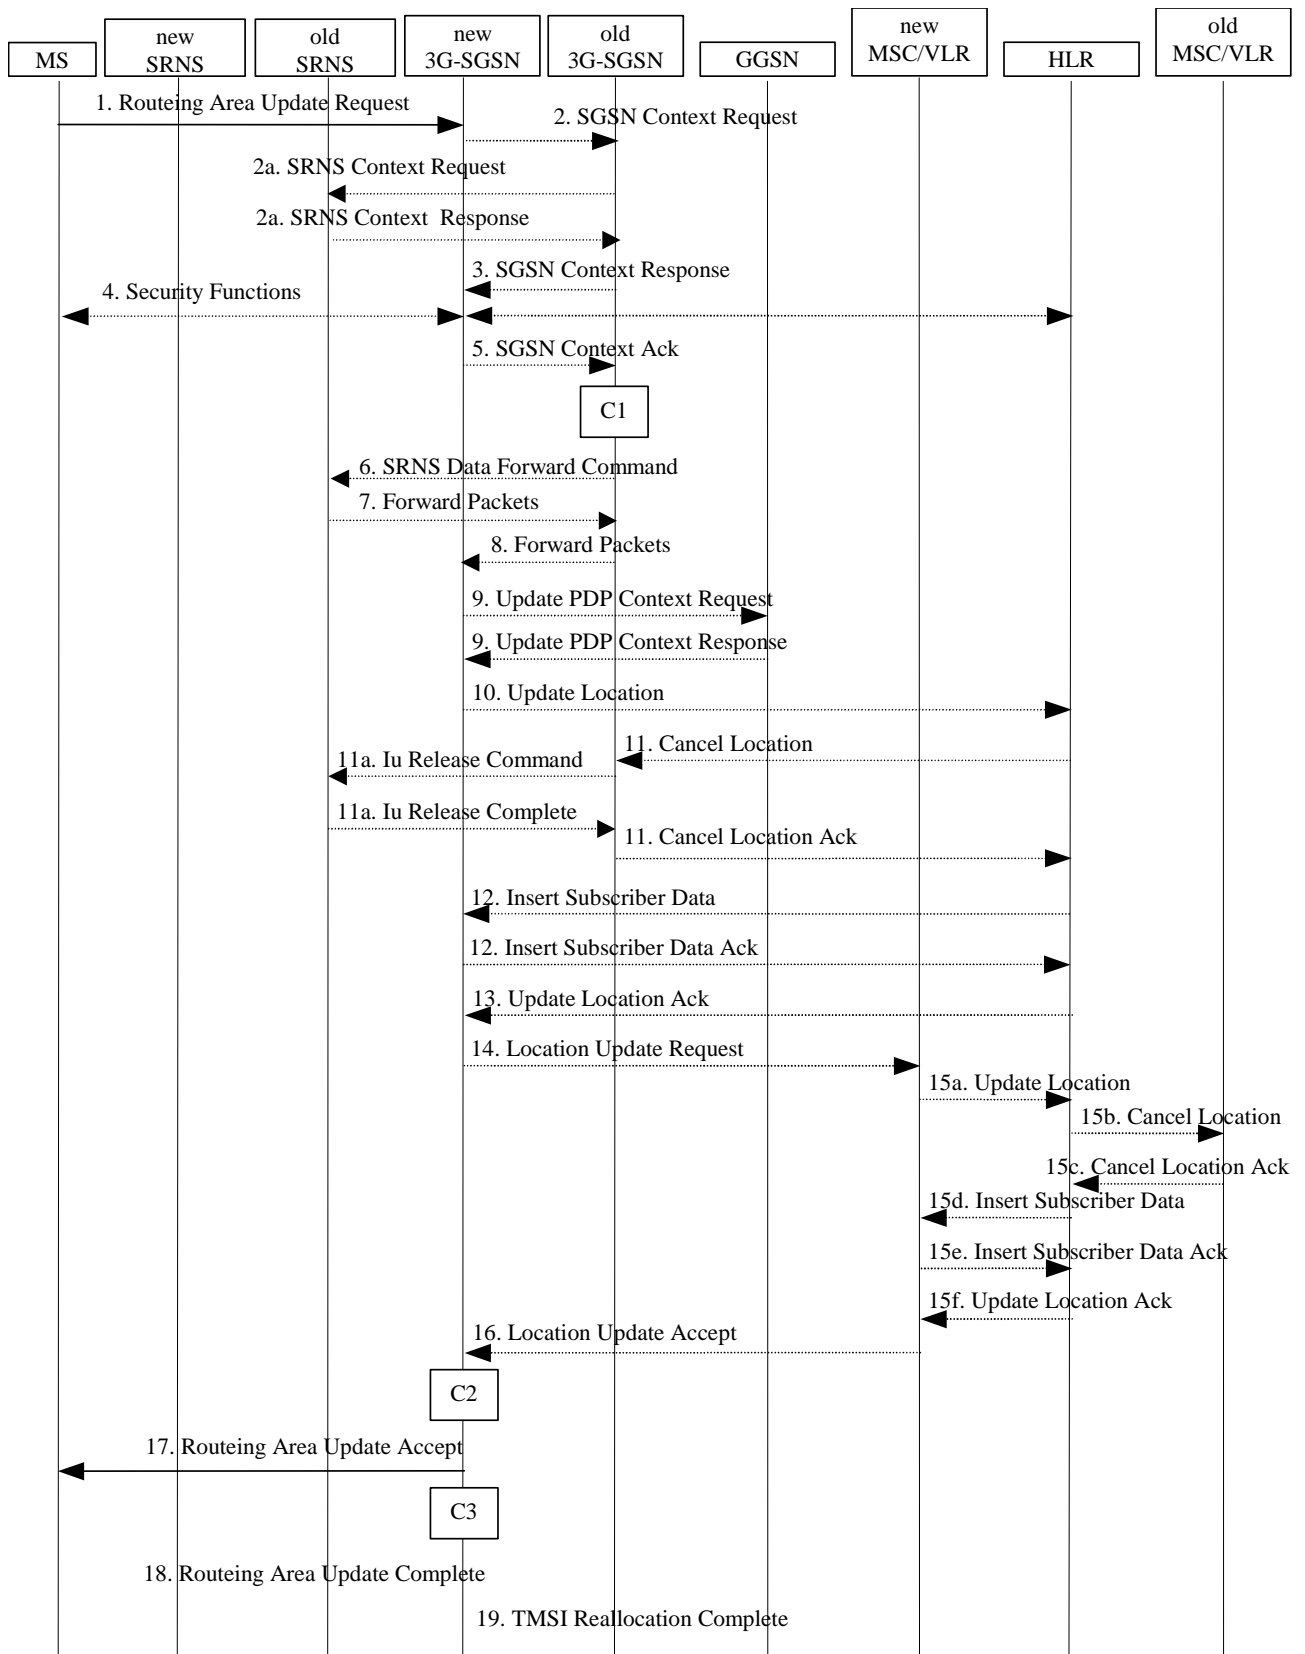 MS
new
SRNS
old
SRNS
new
3G-SGSN
old
3G-SGSN
GGSN
new
MSC/VLR
HLR
old
MSC/VLR
1. Routeing Area Update Request
2. SGSN Context Request
2a. SRNS Context Request
2a. SRNS Context Response
3. SGSN Context Response
4. Security Functions
5. SGSN Context Ack
C1
6. SRNS Data Forward Command
7. Forward Packets
8. Forward Packets
9. Update PDP Context Request
9. Update PDP Context Response
10. Update Location
11. Cancel Location
11a. Iu Release Command
11a. Iu Release Complete
11. Cancel Location Ack
12. Insert Subscriber Data
12. Insert Subscriber Data Ack
13. Update Location Ack
14. Location Update Request
15a. Update Location
15b. Cancel Location
15c. Cancel Location Ack
15d. Insert Subscriber Data
15e. Insert Subscriber Data Ack
15f. Update Location Ack
16. Location Update Accept
C2
17. Routeing Area Update Accept
C3
18. Routeing Area Update Complete
19. TMSI Reallocation Complete